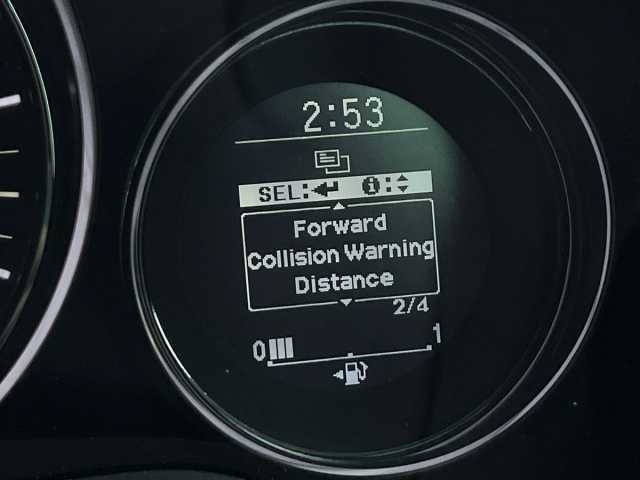 2:53
SEL: i:
Forward
Collision Warning
Distance
2/4
0 1